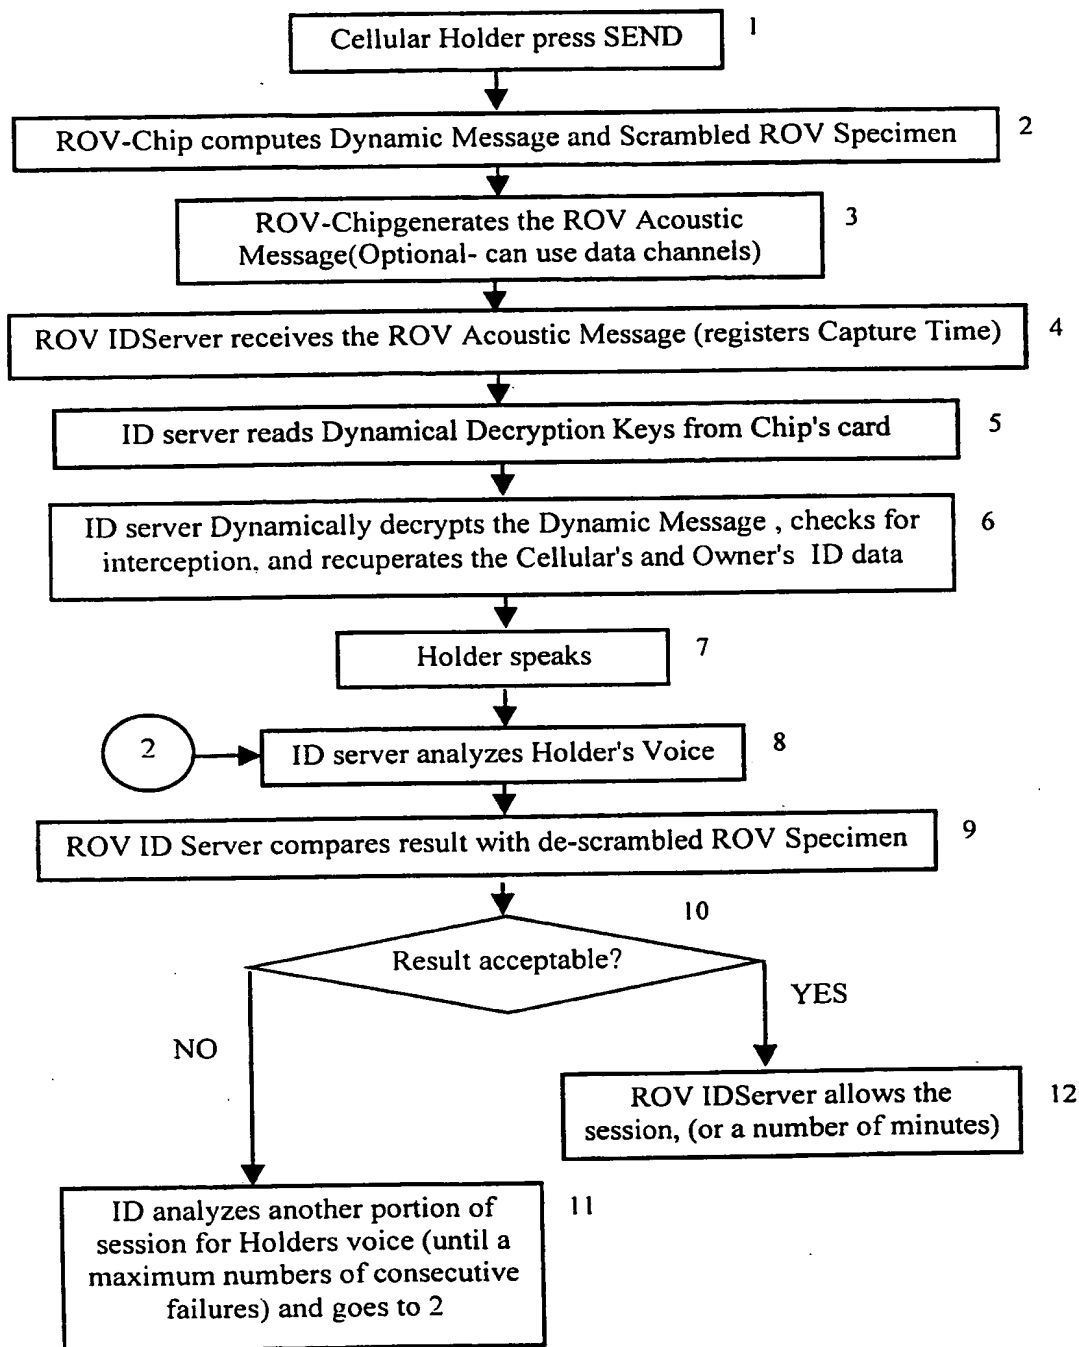 Cellular Holder press SEND
1
ROV-Chip computes Dynamic Message and Scrambled ROV Specimen
2
ROV-Chipgenerates the ROV Acoustic
Message(Optional- can use data channels)
3
ROV IDServer receives the ROV Acoustic Message (registers Capture Time)
4
ID server reads Dynamical Decryption Keys from Chip's card
5
ID server Dynamically decrypts the Dynamic Message , checks for
interception, and recuperates the Cellular's and Owner's ID data
6
Holder speaks
7
2
ID server analyzes Holder's Voice
8
ROV ID Server compares result with de-scrambled ROV Specimen
9
10
Result acceptable?
YES
NO
ROV IDServer allows the
session, (or a number of minutes)
12
ID analyzes another portion of
session for Holders voice (until a
maximum numbers of consecutive
failures) and goes to 2
11